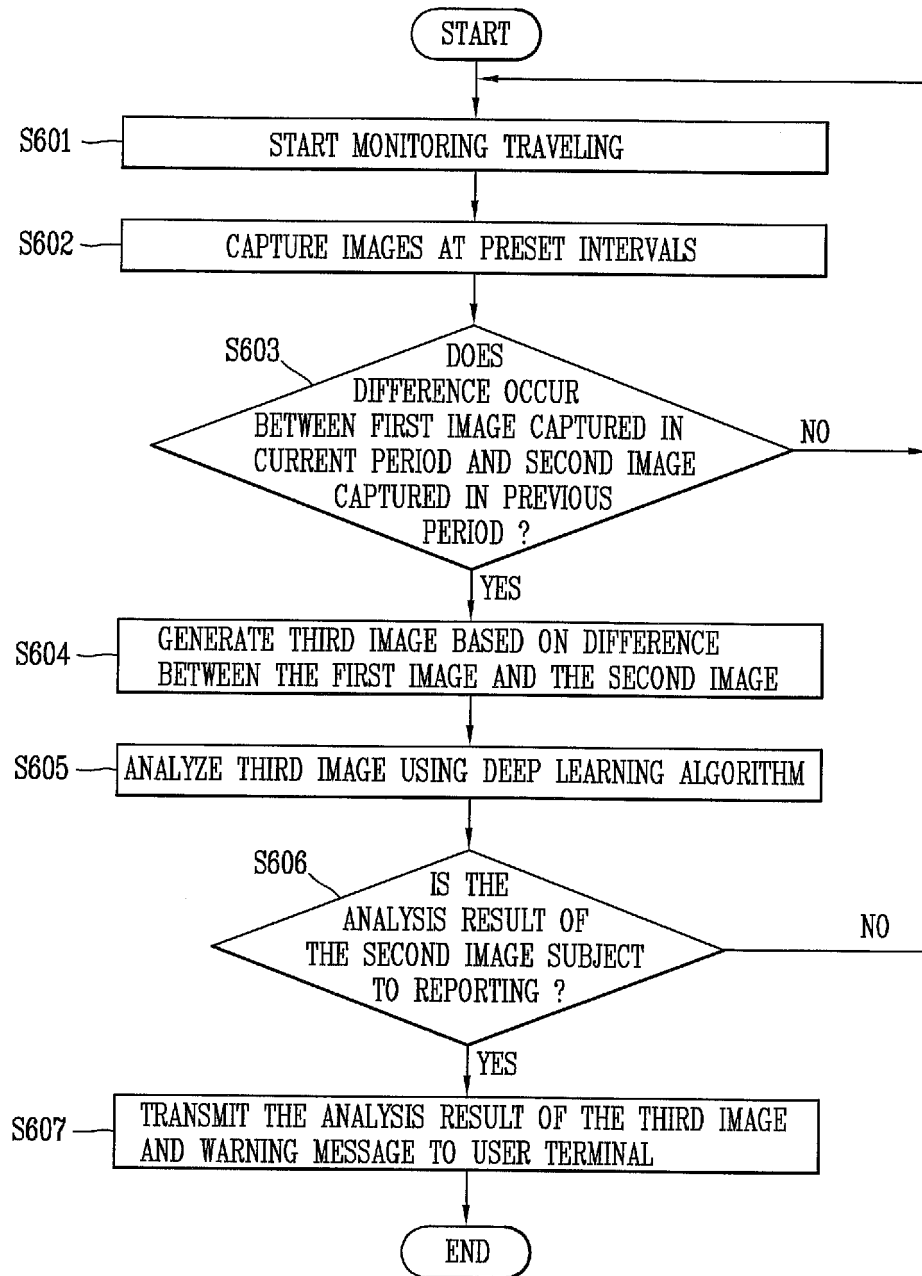 START
S601
START MONITORING TRAVELING
S602
CAPTURE IMAGES AT PRESET INTERVALS
S603
DOES
DIFFERENCE OCCUR
BETWEEN FIRST IMAGE CAPTURED IN
CURRENT PERIOD AND SECOND IMAGE
CAPTURED IN PREVIOUS
PERIOD ?
NO
YES
S604
GENERATE THIRD IMAGE BASED ON DIFFERENCE
BETWEEN THE FIRST IMAGE AND THE SECOND IMAGE
S605
ANALYZE THIRD IMAGE USING DEEP LEARNING ALGORITHM
S606
IS THE
ANALYSIS RESULT OF
THE SECOND IMAGE SUBJECT
TO REPORTING ?
NO
YES
S607
TRANSMIT THE ANALYSIS RESULT OF THE THIRD IMAGE
AND WARNING MESSAGE TO USER TERMINAL
END